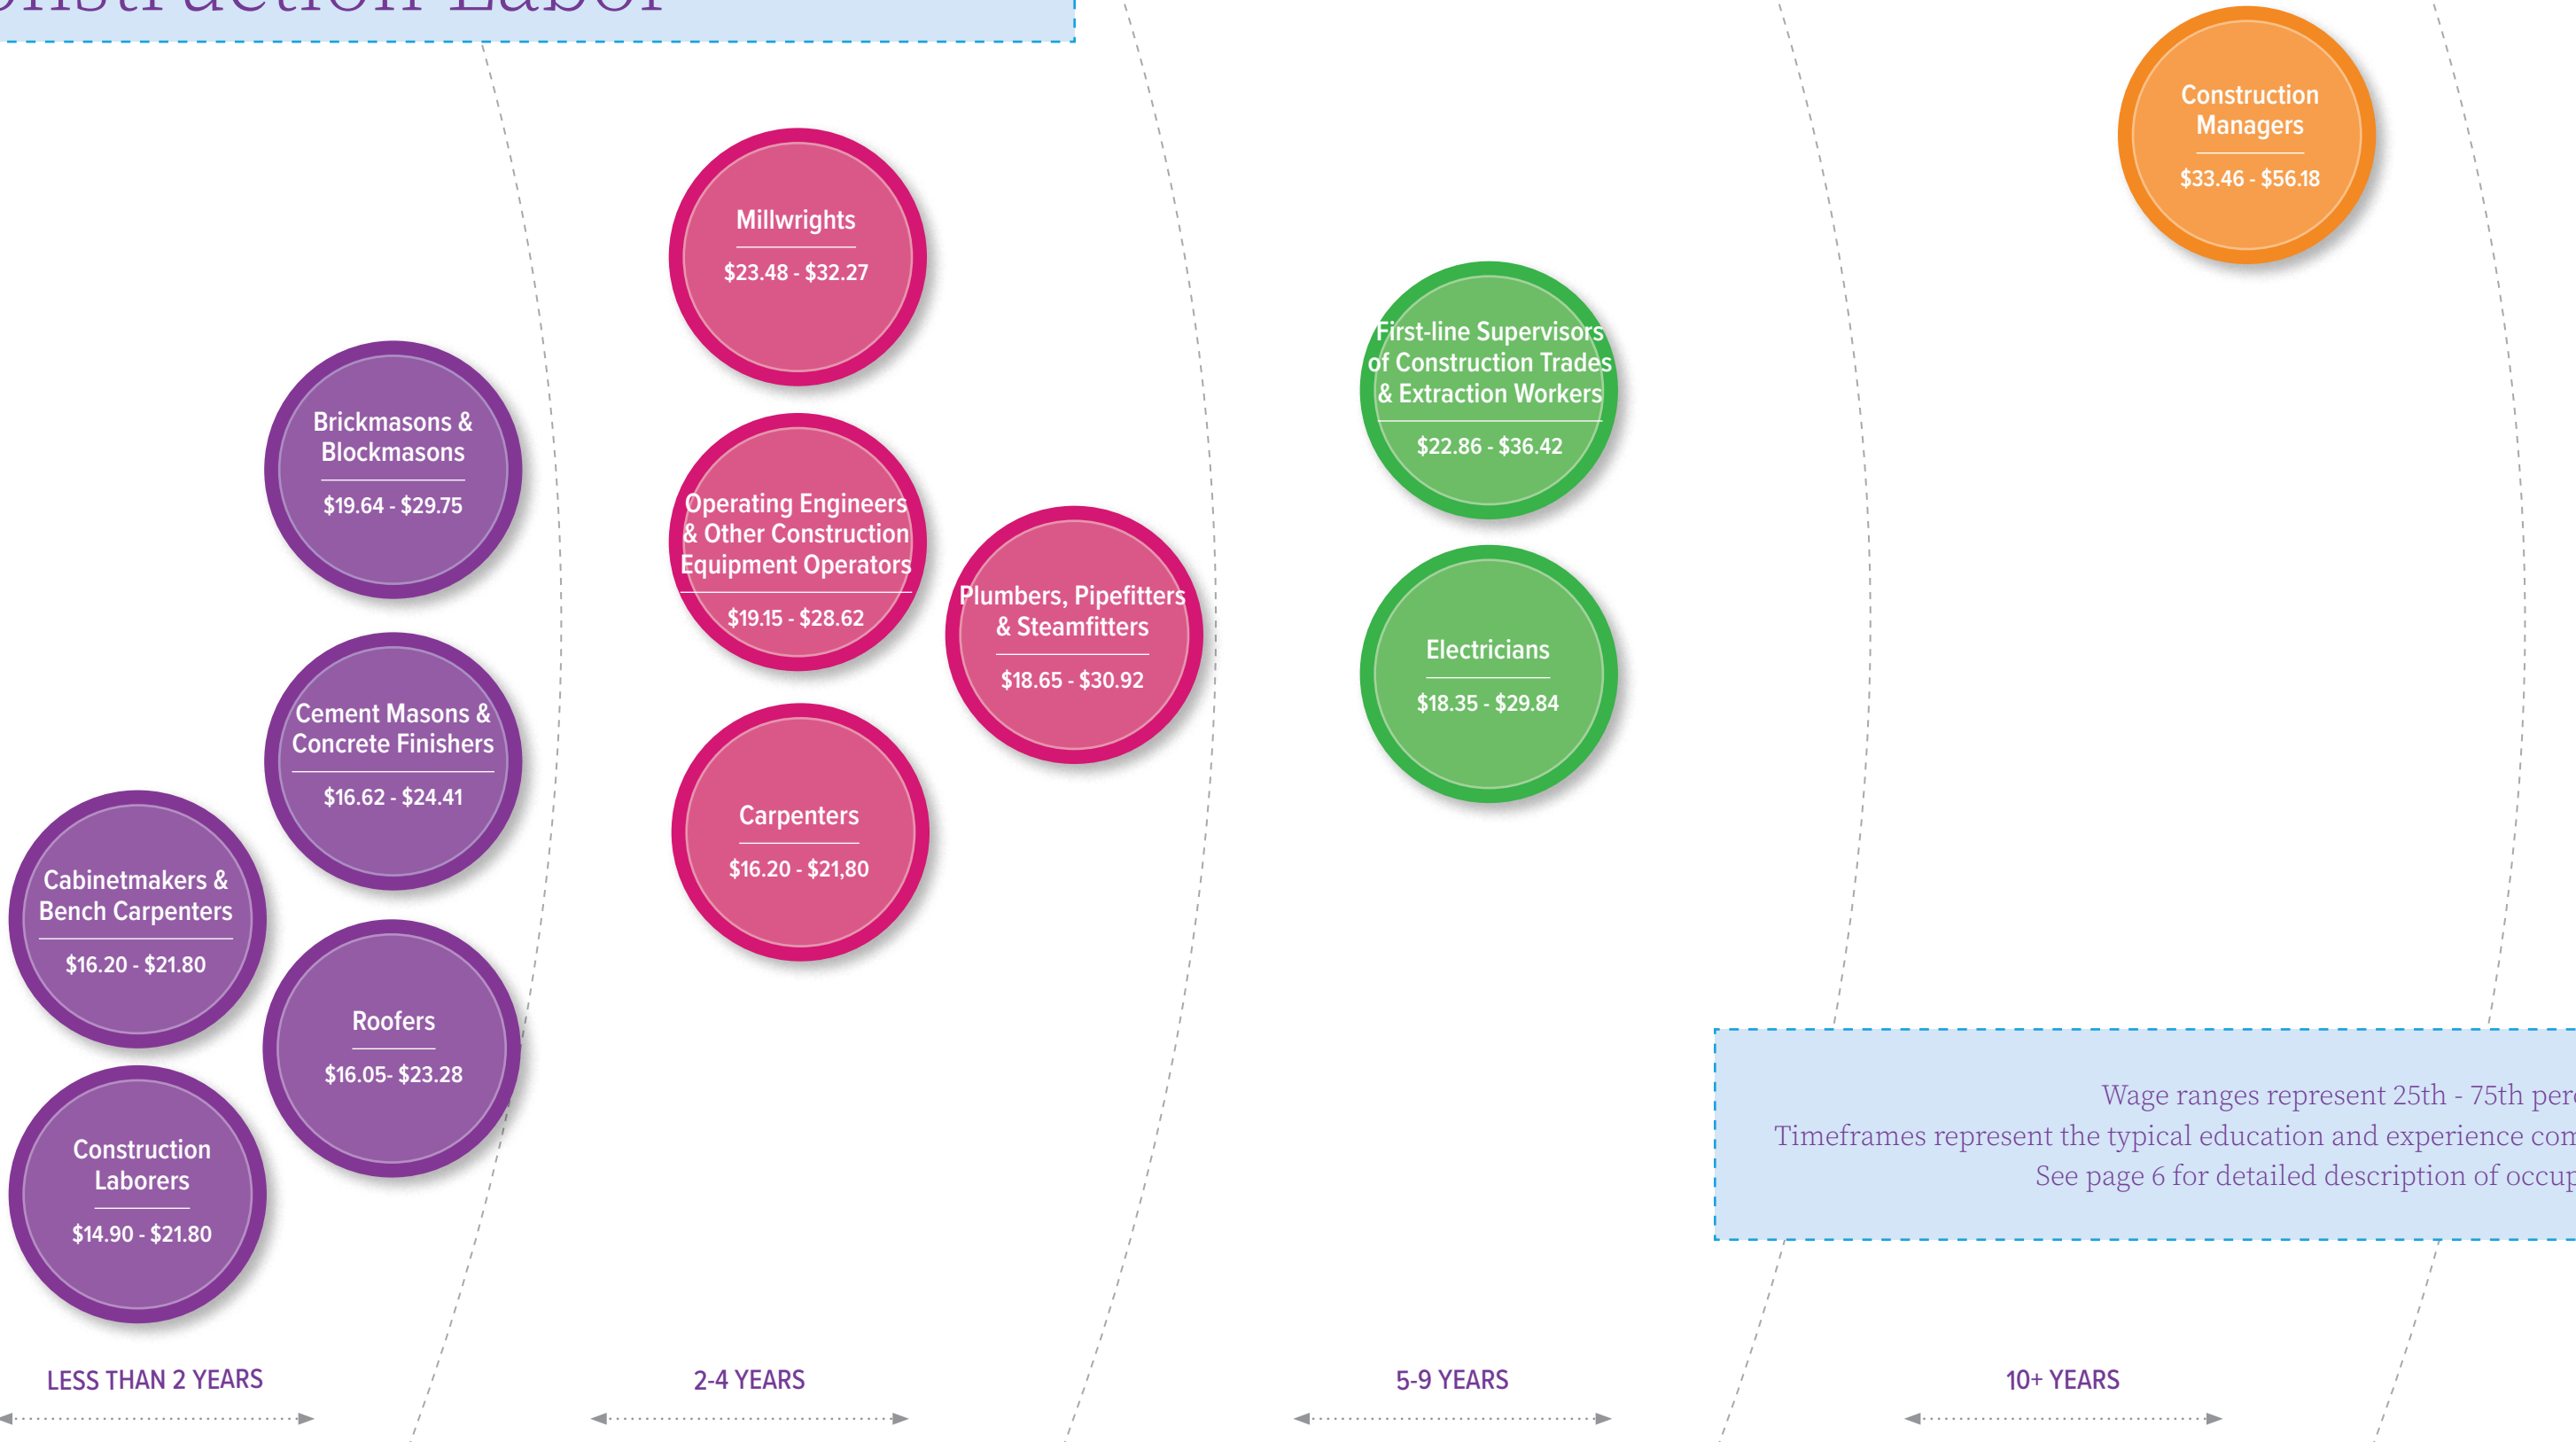 Construction
Managers
$33.46 - $56.18
Millwrights
$23.48 - $32.27
First-line Supervisors
of Construction Trades
& Extraction Workers
$22.86 - $36.42
Brickmasons &
Blockmasons
$19.64 - $29.75
Operating Engineers
& Other Construction
Equipment Operators
$19.15 - $28.62
Plumbers, Pipefitters
& Steamfitters
$18.65 - $30.92
Electricians
$18.35 - $29.84
Cement Masons &
Concrete Finishers
$16.62 - $24.41
Carpenters
$16.20 - $21,80
Cabinetmakers &
Bench Carpenters
$16.20 - $21.80
Roofers
$16.05- $23.28
Construction
Laborers
$14.90 - $21.80
Wage ranges represent 25th - 75th
Timeframes represent the typical education and experience
See page 6 for detailed description of
LESS THAN 2 YEARS
2-4 YEARS
5-9 YEARS
10+ YEARS